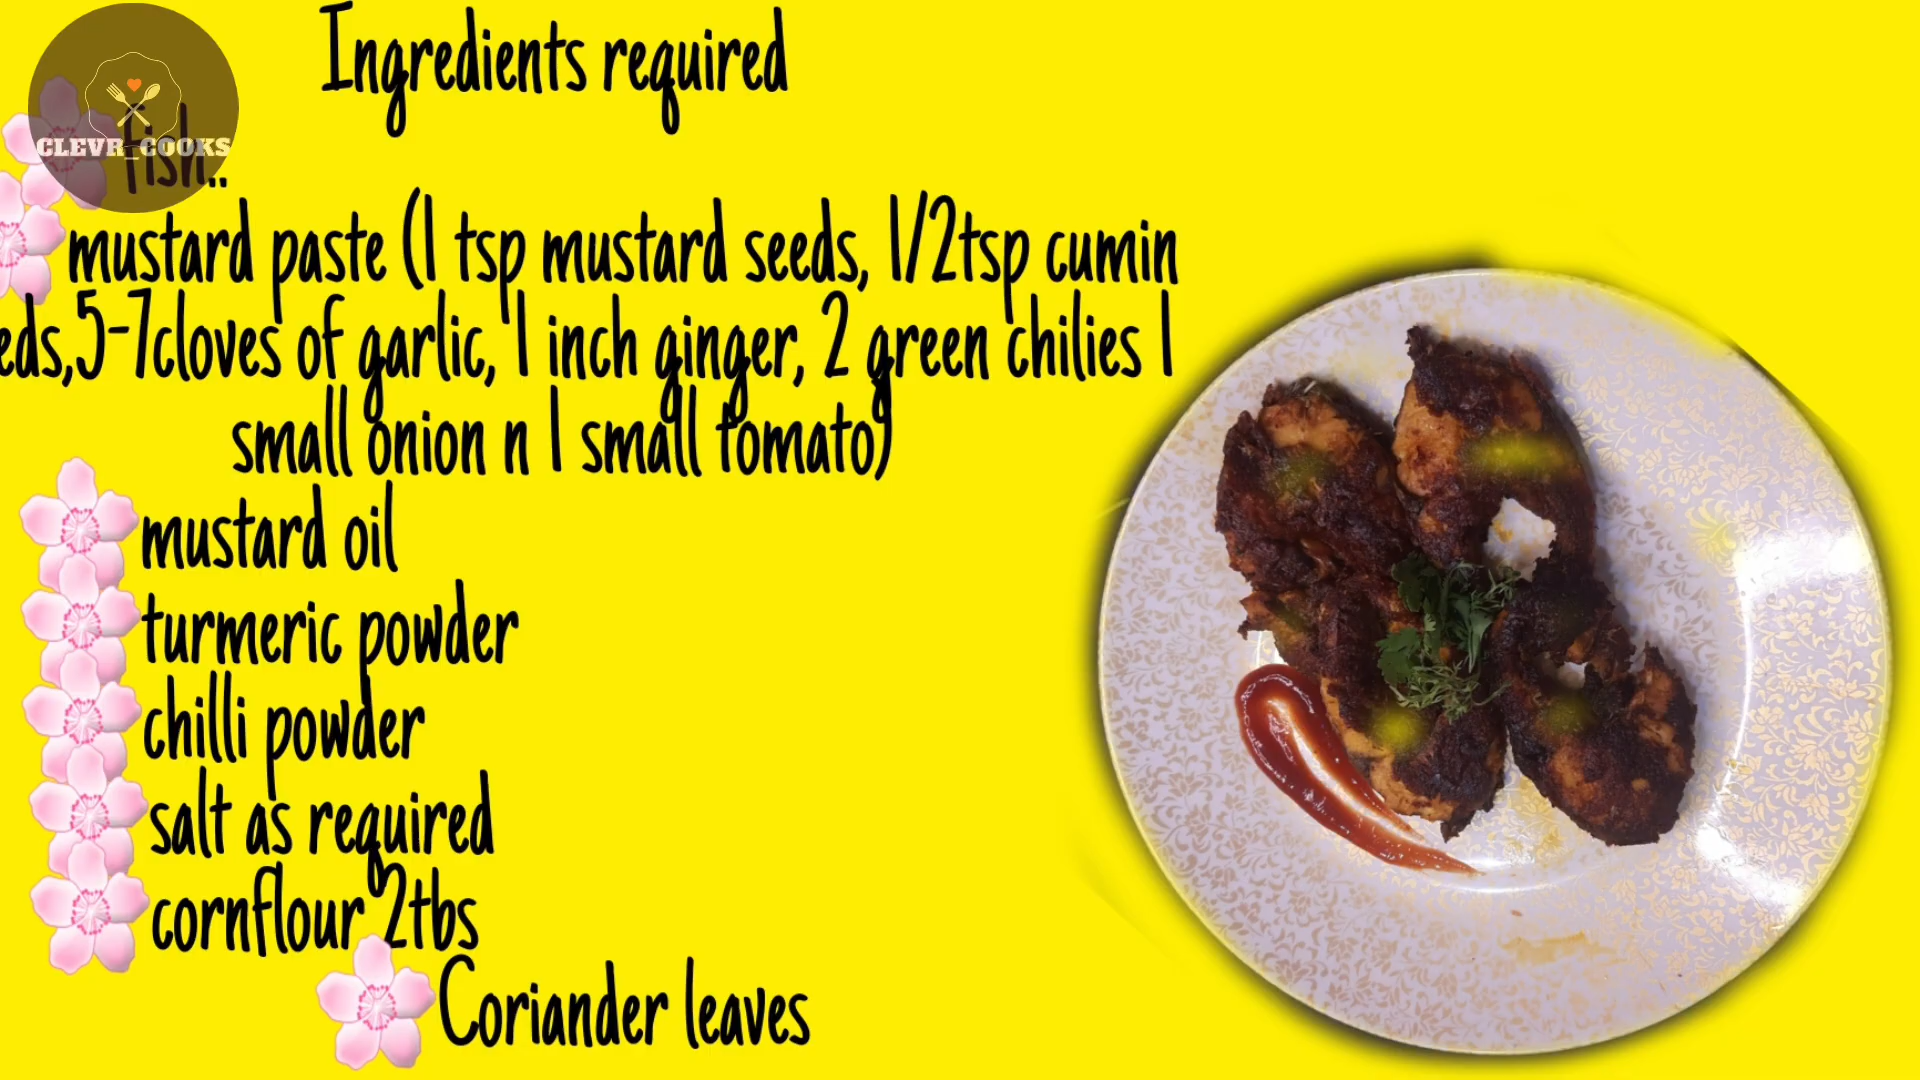 Ingredients required
CLEVR_COOKS
fish..
mustard paste (1 tsp mustard seeds, 1/2tsp cumin
eds,5-7cloves of garlic, 1 inch ginger, 2 green chilies 1
small onion n 1 small tomato)
mustard oil
turmeric powder
chilli powder
salt as required
cornflour 2tbs
Coriander leaves